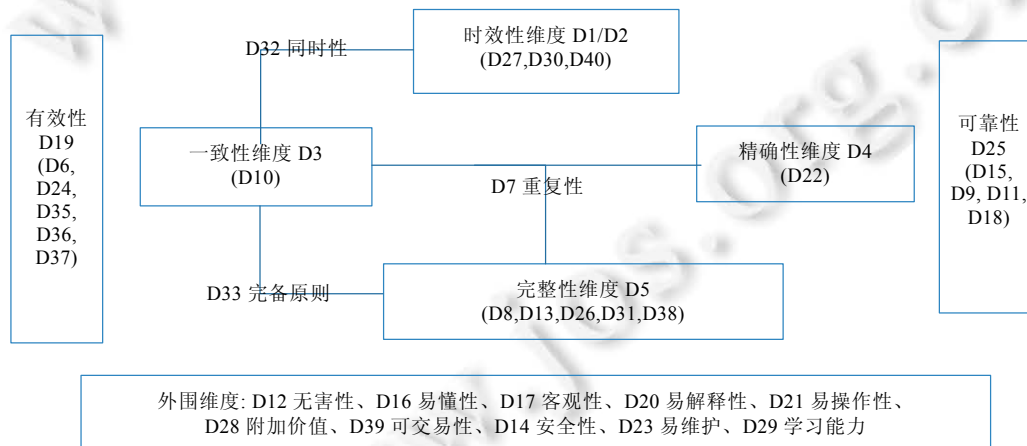 D32 同时性
时效性维度 D1/D2
(D27,D30,D40)
有效性
D19
(D6,
D24,
D35,
D36,
D37)
一致性维度 D3
(D10)
D7 重复性
精确性维度 D4
(D22)
可靠性
D25
(D15,
D9, D11,
D18)
D33 完备原则
完整性维度 D5
(D8,D13,D26,D31,D38)
外围维度: D12 无害性、D16 易懂性、D17 客观性、D20 易解释性、D21 易操作性、
D28 附加价值、D39 可交易性、D14 安全性、D23 易维护、D29 学习能力